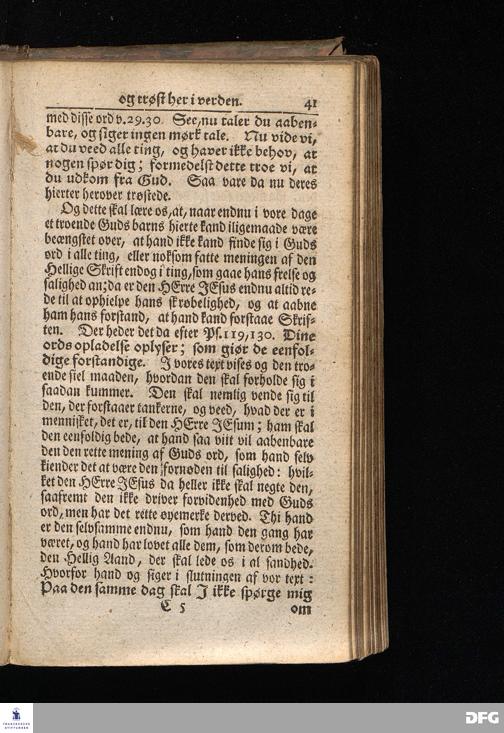 og trøst her i verden. 41
med disse ord v. 29. 30. See, nu taler du aaben-
bare, og siger ingen mørk tale. Nu vide vi,
at du veed alle ting, og haver ikke behov, at
nogen spør dig; formedelst dette troe vi, at
du udkom fra Gud. Saa vare da nu deres
hierter herover trøstede.
Og dette skal lære os, at, naar endnu i vore dage
et troende Guds barns hierte kand iligemaade være
beængstet over, at hand ikke kand finde sig i Guds
ord i alle ting, eller noksom fatte meningen af den
Hellige Skrift endog i ting, som gaae hans frelse og
salighed an; da er den HErre JEsus endnu altid re-
de til at ophielpe hans skrøbelighed, og at aabne
ham hans forstand, at hand kand forstaae Skrif-
ten. Der heder det da efter Ps. 119, 130. Dine
ords opladelse oplyser; som giør de eenfol-
dige forstandige. I vores text vises og den tro-
ende siel maaden, hvordan den skal forholde sig i
saadan kummer. Den skal nemlig vende sig til
den, der forstaaer tankerne, og veed, hvad der er i
mennisket, det er, til den HErre JEsum; ham skal
den eenfoldig bede, at hand saa viit vil aabenbare
den den rette mening af Guds ord, som hand selv
kiender det at være den fornøden til salighed: hvil-
ket den HErre JEsus da heller ikke skal negte den,
saafremt den ikke driver forvidenhed med Guds
ord, men har det rette øyemerke derved. Thi hand
er den selvsamme endnu, som hand den gang har
været, og hand har lovet alle dem, som derom bede,
den Hellig Aand, der skal lede os i al sandhed.
Hvorfor hand og siger i slutningen af vor text:
Paa den samme dag skal I ikke spørge mig
C 5 om
FRANCKESCHE
STIFTUNGEN
DFG